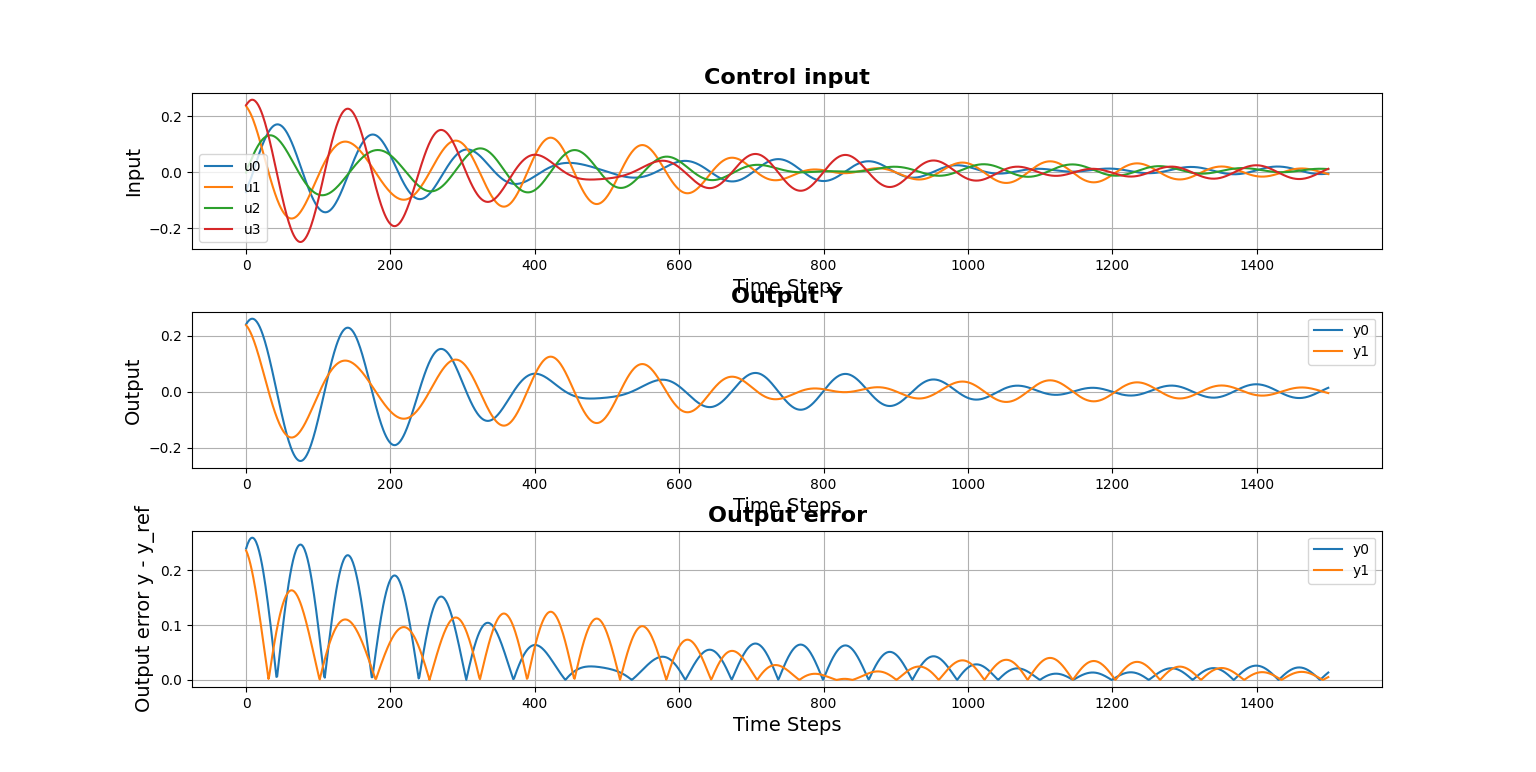 Control input
Input
0.2
0.0
−0.2
u0
u1
u2
u3
0 200 400 600 800 1000 1200 1400
Time Steps
Output Y
Output
0.2
0.0
−0.2
y0
y1
0 200 400 600 800 1000 1200 1400
Time Steps
Output error
Output error y - y_ref
0.2
0.1
0.0
y0
y1
0 200 400 600 800 1000 1200 1400
Time Steps